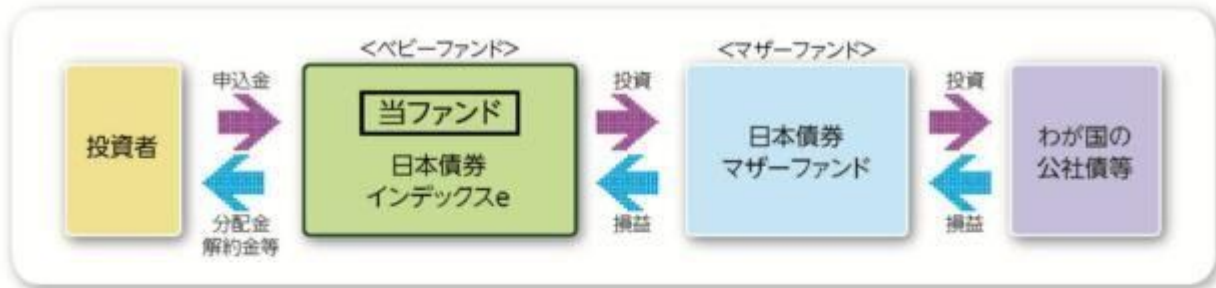 <ベビーファンド>
<マザーファンド>
投資者
申込金
分配金
解約金等
当ファンド
日本債券
インデックスe
投資
損益
日本債券
マザーファンド
投資
損益
わが国の
公社債等